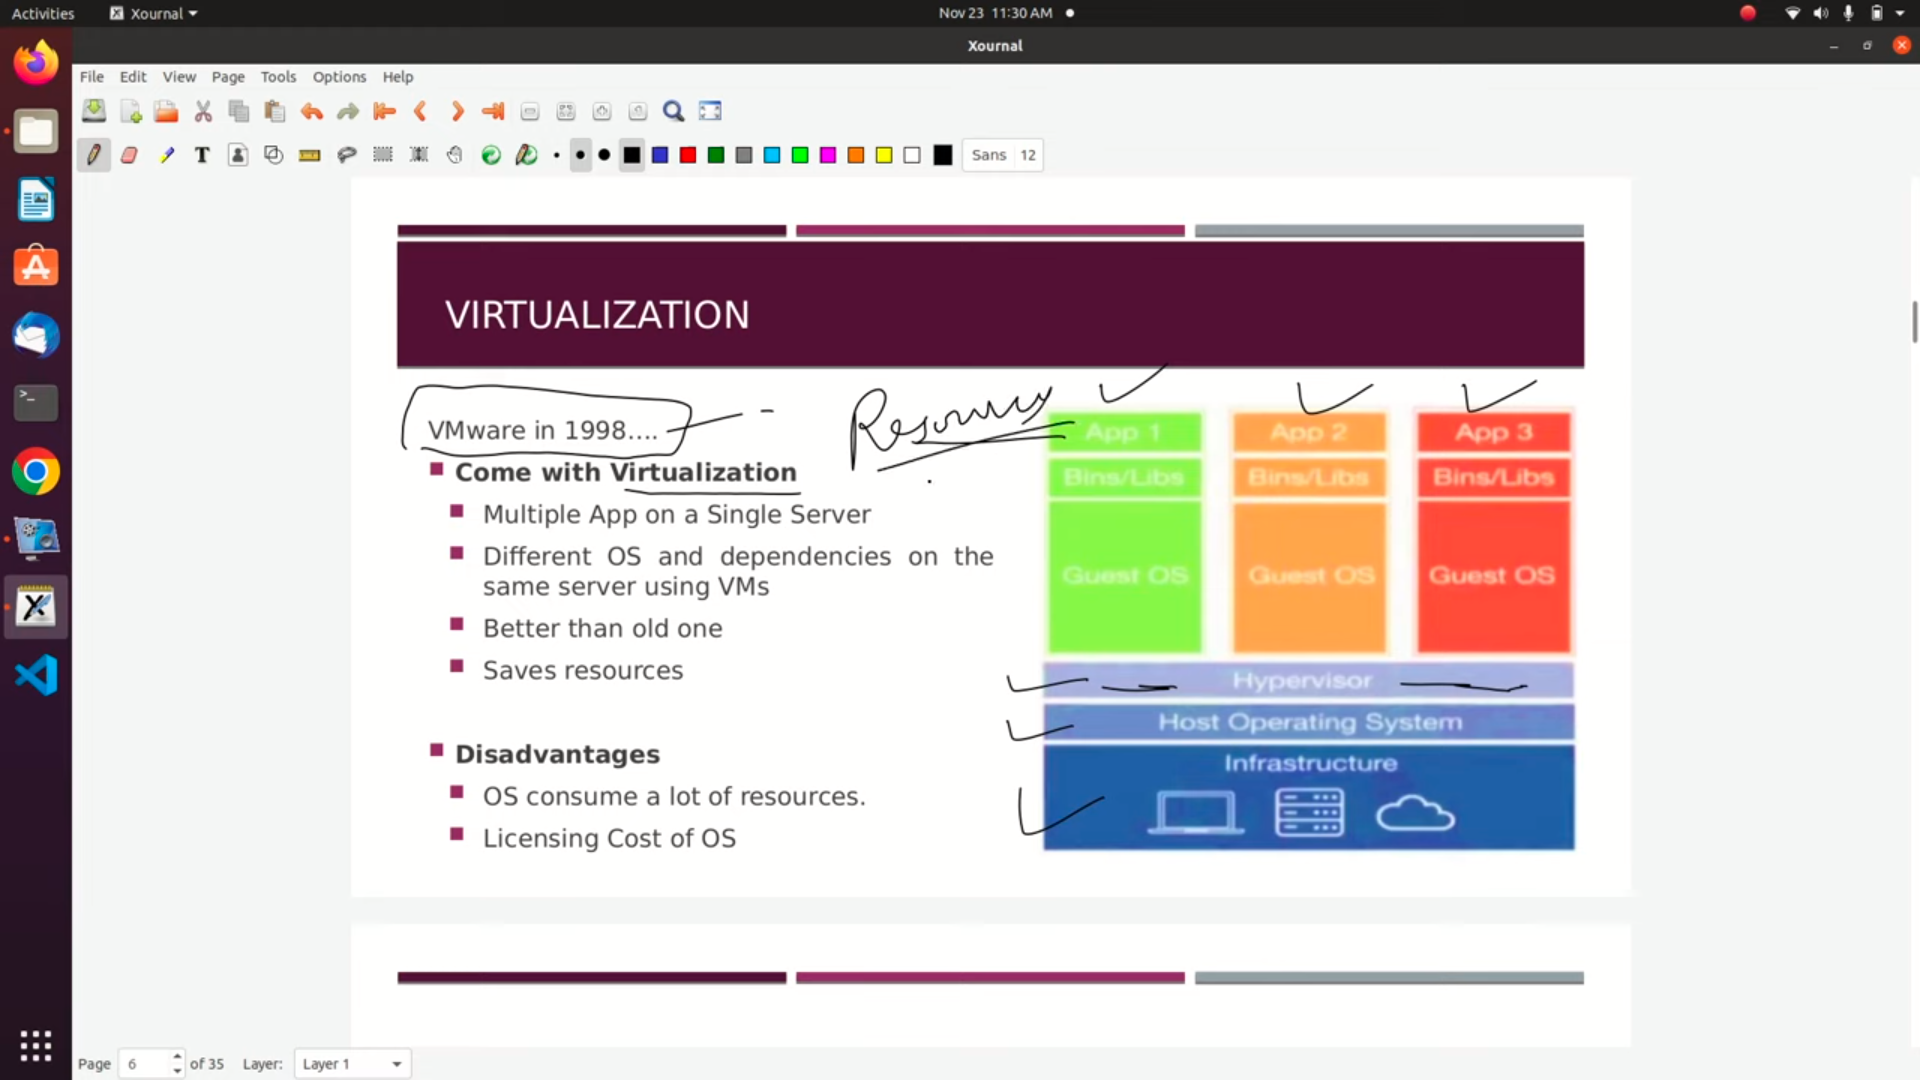 Activities
Xournal
Nov 23 11:30 AM
Xournal
File Edit View Page Tools Options Help
T
Sans 12
VIRTUALIZATION
VMware in 1998....
Come with Virtualization
Multiple App on a Single Server
Different OS and dependencies on the
same server using VMs
Better than old one
Saves resources
Disadvantages
OS consume a lot of resources.
Licensing Cost of OS
App 1 App 2 App 3
Bins/Libs Bins/Libs Bins/Libs
Guest OS Guest OS Guest OS
Hypervisor
Host Operating System
Infrastructure
Page 6 of 35 Layer: Layer 1